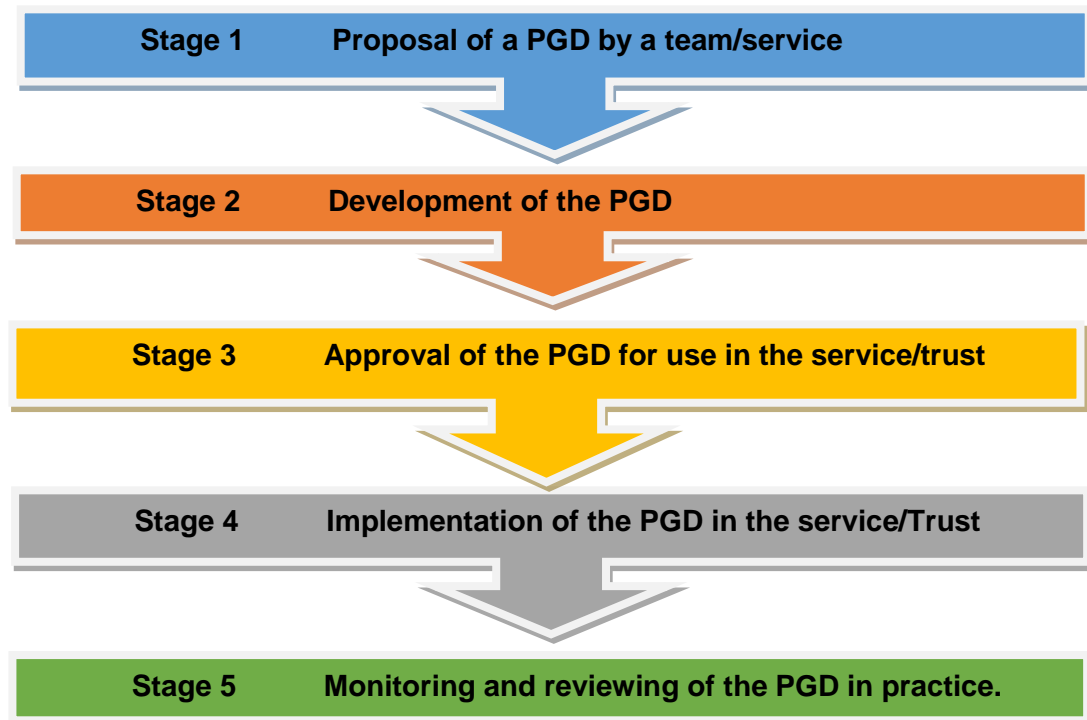 Stage 1 Proposal of a PGD by a team/service
Stage 2 Development of the PGD
Stage 3 Approval of the PGD for use in the service/trust
Stage 4 Implementation of the PGD in the service/Trust
Stage 5 Monitoring and reviewing of the PGD in practice.